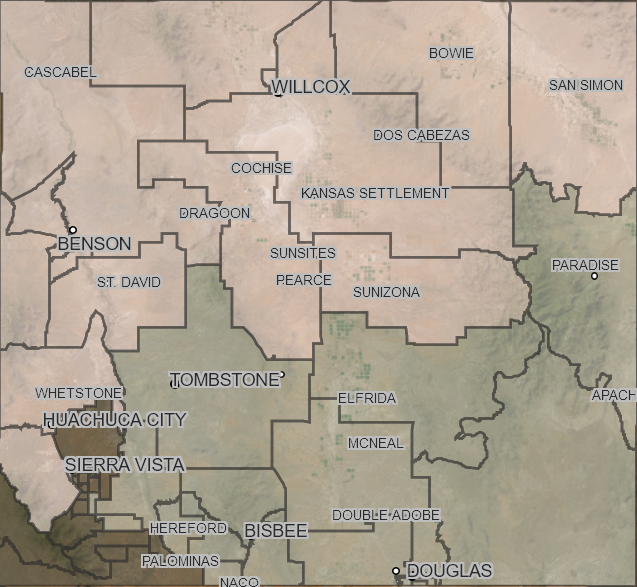 BOWIE
CASCABEL
WILLCOX
SAN SIMON
DOS CABEZAS
COCHISE
KANSAS SETTLEMENT
DRAGOON
BENSON
SUNSITES
PARADISE
ST. DAVID
PEARCE
SUNIZONA
TOMBSTONE
WHETSTONE
ELFRIDA
APACH
HUACHUCA CITY
MCNEAL
SIERRA VISTA
DOUBLE ADOBE
HEREFORD
BISBEE
PALOMINAS
DOUGLAS
NACO